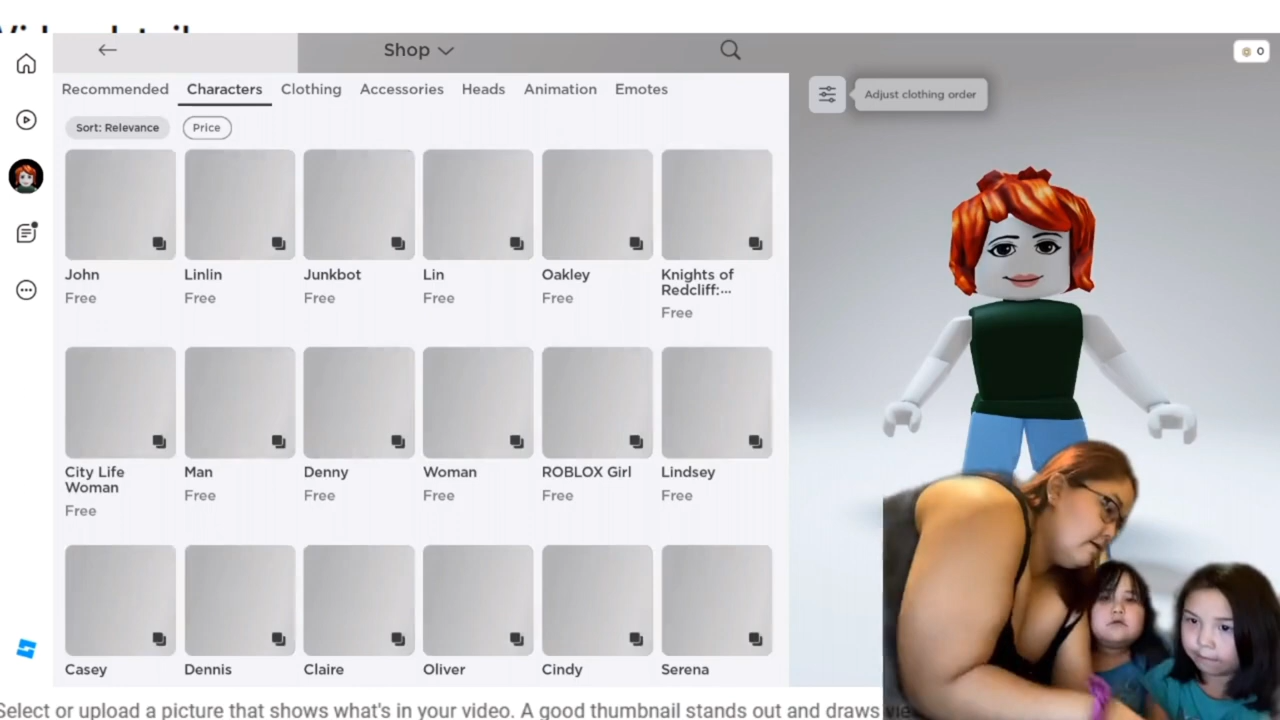 Shop
0
Recommended Characters Clothing Accessories Heads Animation Emotes
Adjust clothing order
Sort: Relevance Price
John Linlin Junkbot Lin Oakley Knights of
Redcliff:...
Free Free Free Free Free Free
City Life
Woman Man Denny Woman ROBLOX Girl Lindsey
Free Free Free Free Free Free
Casey Dennis Claire Oliver Cindy Serena
Select or upload a picture that shows what's in your video. A good thumbnail stands out and draws